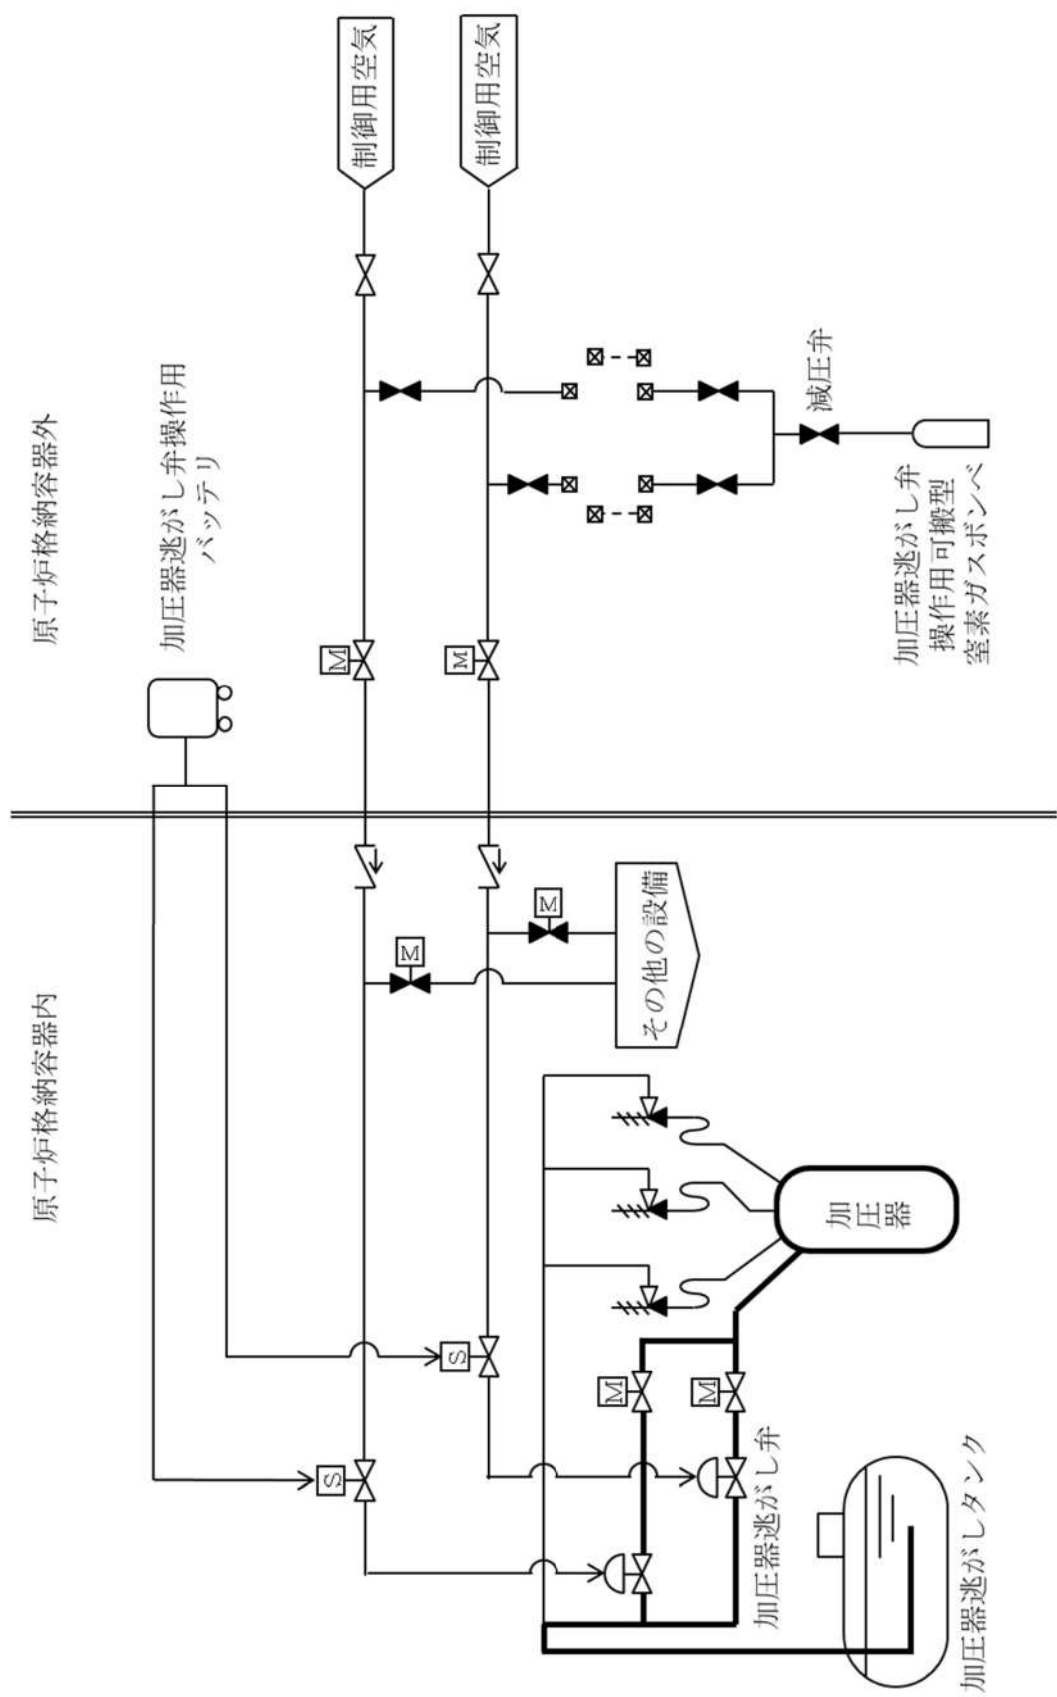 原子炉格納容器内
原子炉格納容器外
加圧器逃がし弁操作用
バッテリ
制御用空気
制御用空気
M
M
M
M
S
S
M
M
その他の設備
減圧弁
加圧器逃がし弁
操作用可搬型
窒素ガスボンベ
加圧器
加圧器逃がし弁
加圧器逃がしタンク